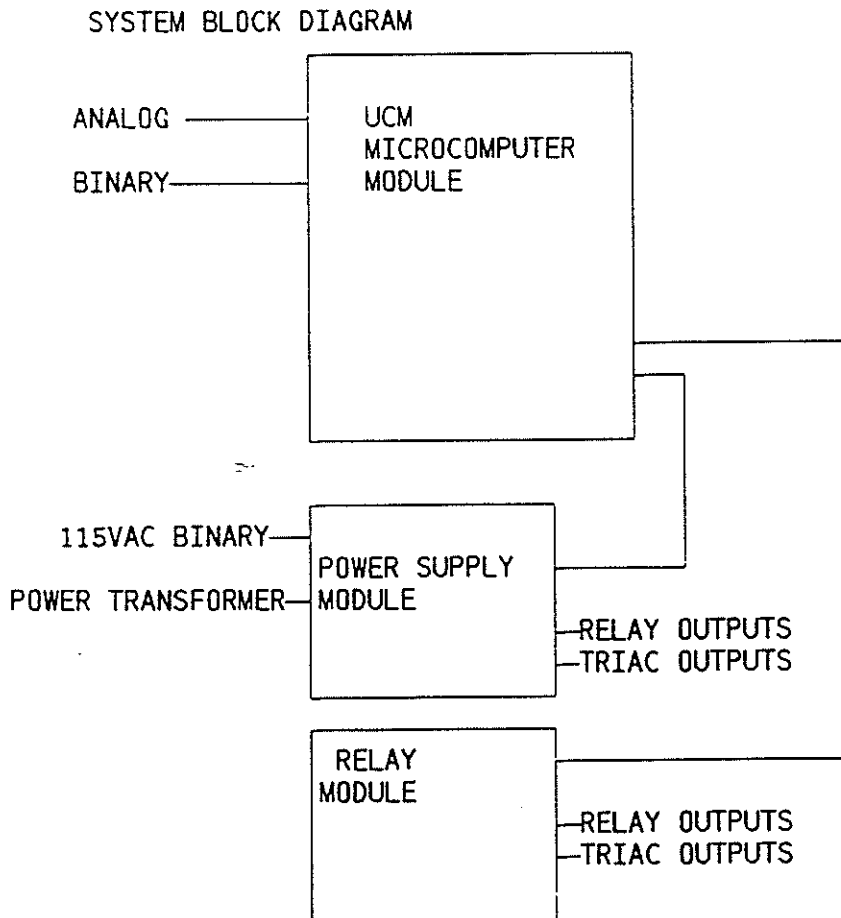 SYSTEM BLOCK DIAGRAM
ANALOG
BINARY
UCM
MICROCOMPUTER
MODULE
115VAC BINARY
POWER TRANSFORMER
POWER SUPPLY
MODULE
RELAY OUTPUTS
TRIAC OUTPUTS
RELAY
MODULE
RELAY OUTPUTS
TRIAC OUTPUTS